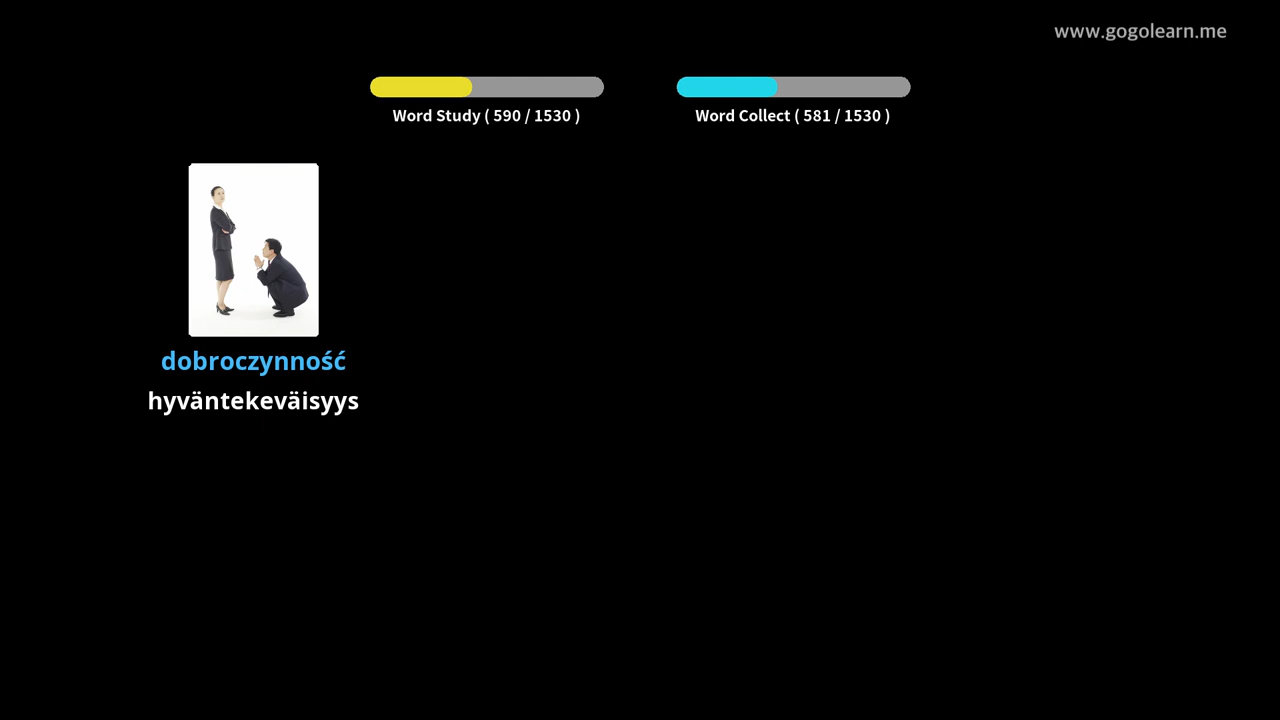 www.gogolearn.me
Word Study ( 590 / 1530 )
Word Collect ( 581 / 1530 )
dobroczynność
hyväntekeväisyys